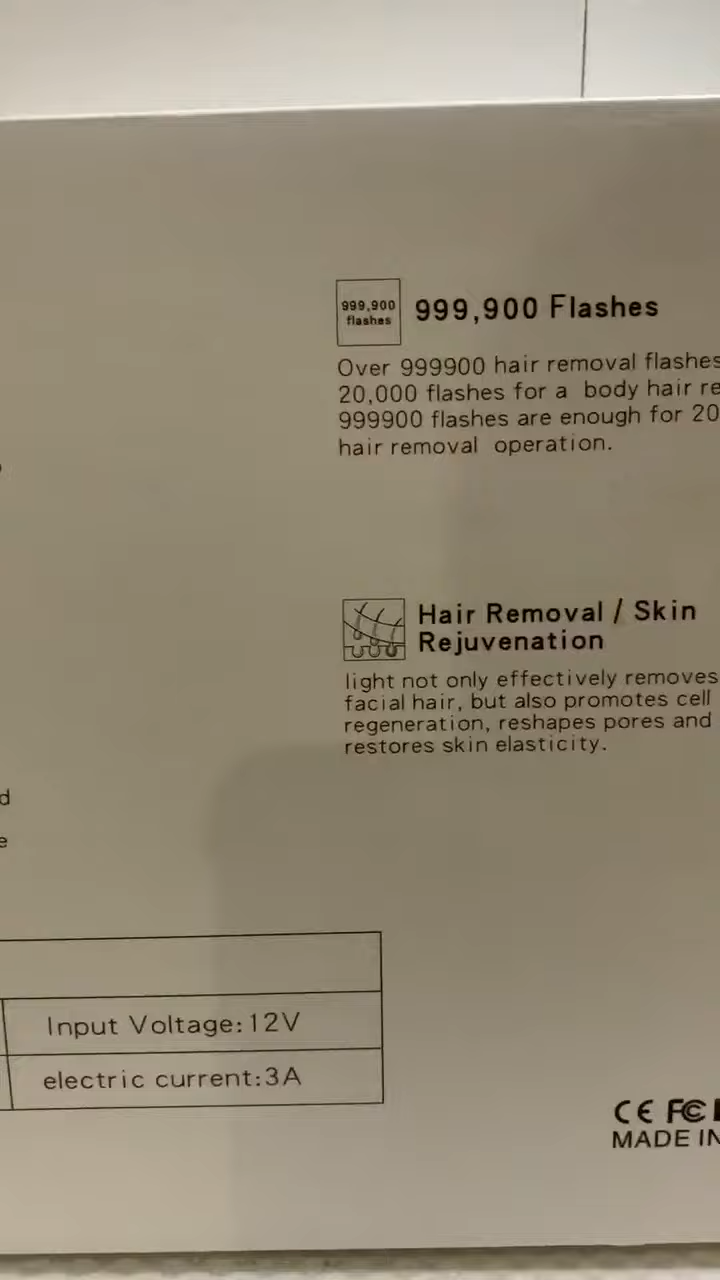 999,900
flashes
999,900 Flashes
Over 999900 hair removal flashes
20,000 flashes for a body hair re
999900 flashes are enough for 20
hair removal operation.
Hair Removal / Skin
Rejuvenation
light not only effectively removes
facial hair, but also promotes cell
regeneration, reshapes pores and
restores skin elasticity.
d
e
Input Voltage:12V
electric current:3A
CE FC
MADE IN